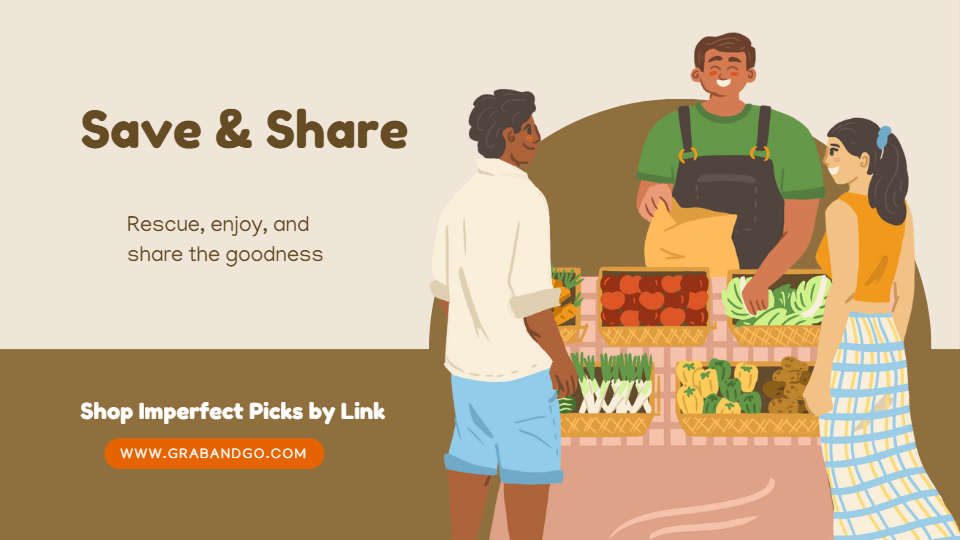 Save & Share
Rescue, enjoy, and
share the goodness
Shop Imperfect Picks by Link
WWW.GRABANDGO.COM